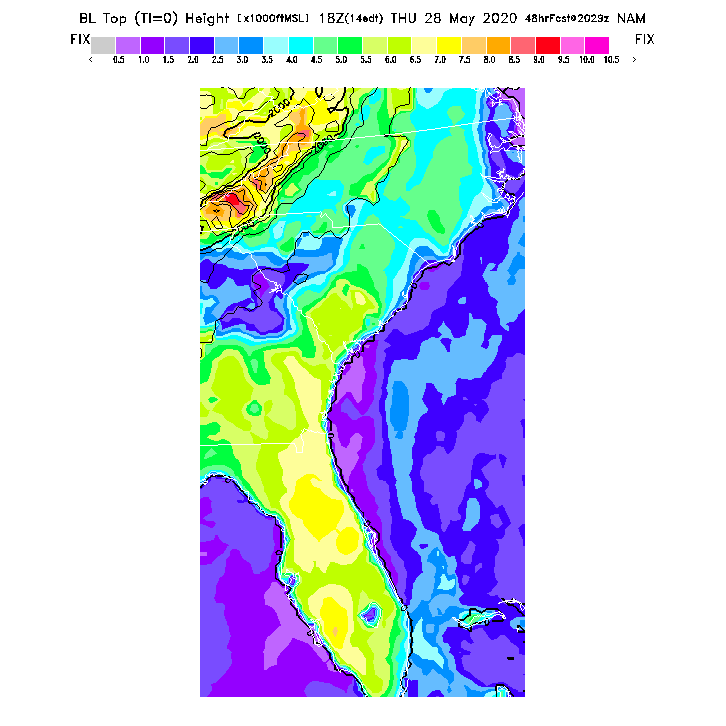 BL Top (TI=0) Height [x1000ftMSL] 18Z(14edt) THU 28 May 2020 48hrFcst@2029z NAM
FIX FIX
< 0.5 1.0 1.5 2.0 2.5 3.0 3.5 4.0 4.5 5.0 5.5 6.0 6.5 7.0 7.5 8.0 8.5 9.0 9.5 10.0 10.5 >
2000
2000